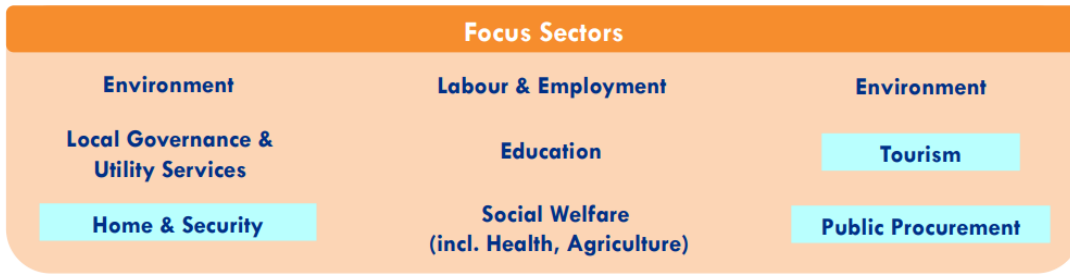 Focus Sectors
Environment
Labour & Employment
Environment
Local Governance &
Utility Services
Education
Tourism
Home & Security
Social Welfare
(incl. Health, Agriculture)
Public Procurement